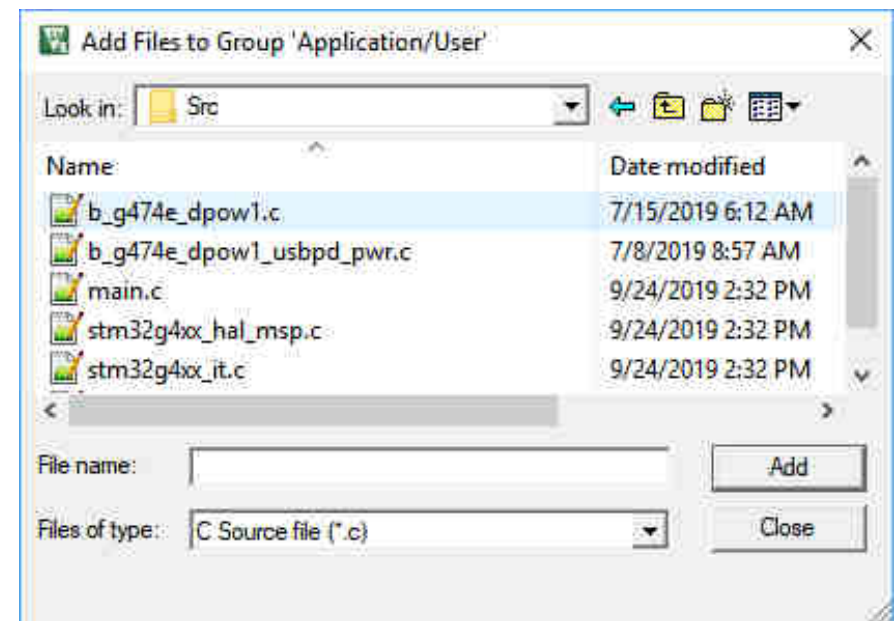 Add Files to Group 'Application/User'
Look in: Src
Name Date modified
b_g474e_dpow1.c 7/15/2019 6:12 AM
b_g474e_dpow1_usbpd_pwr.c 7/8/2019 8:57 AM
main.c 9/24/2019 2:32 PM
stm32g4xx_hal_msp.c 9/24/2019 2:32 PM
stm32g4xx_it.c 9/24/2019 2:32 PM
File name: Add
Files of type: C Source file (*.c) Close